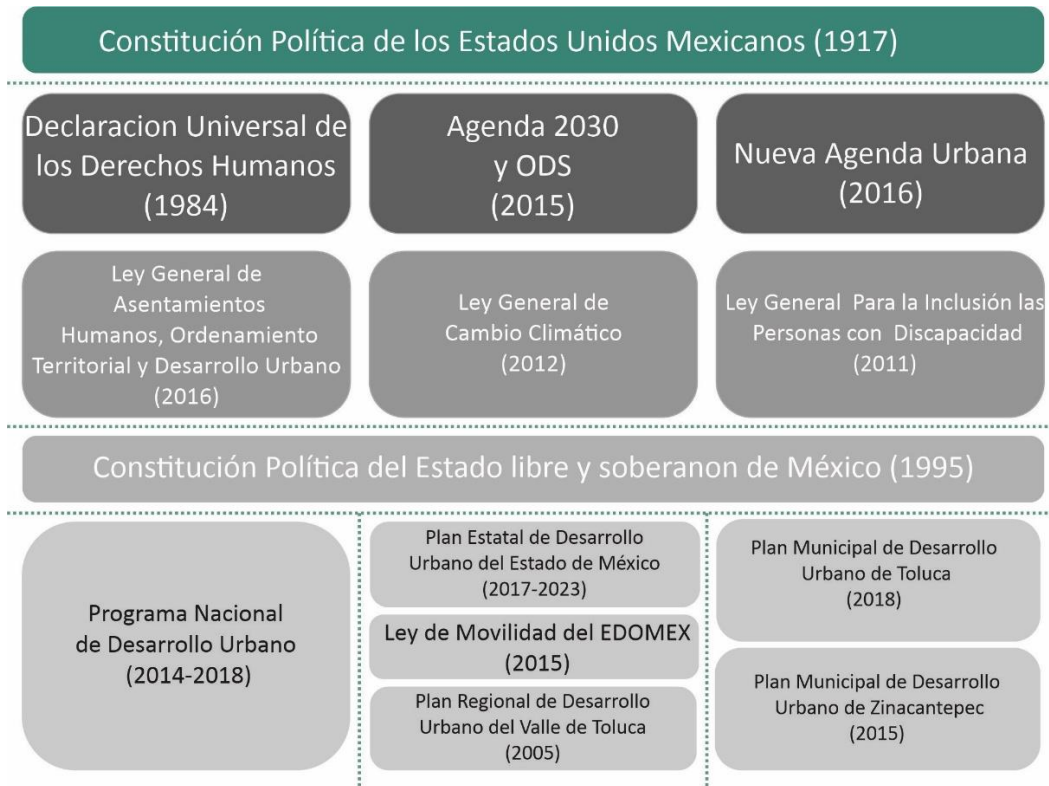 Constitución Política de los Estados Unidos Mexicanos (1917)
Declaracion Universal de
los Derechos Humanos
(1984)
Agenda 2030
y ODS
(2015)
Nueva Agenda Urbana
(2016)
Ley General de
Asentamientos
Humanos, Ordenamiento
Territorial y Desarrollo Urbano
(2016)
Ley General de
Cambio Climático
(2012)
Ley General Para la Inclusión las
Personas con Discapacidad
(2011)
Constitución Política del Estado libre y soberanon de México (1995)
Programa Nacional
de Desarrollo Urbano
(2014-2018)
Plan Estatal de Desarrollo
Urbano del Estado de México
(2017-2023)
Ley de Movilidad del EDOMEX
(2015)
Plan Regional de Desarrollo
Urbano del Valle de Toluca
(2005)
Plan Municipal de Desarrollo
Urbano de Toluca
(2018)
Plan Municipal de Desarrollo
Urbano de Zinacantepec
(2015)